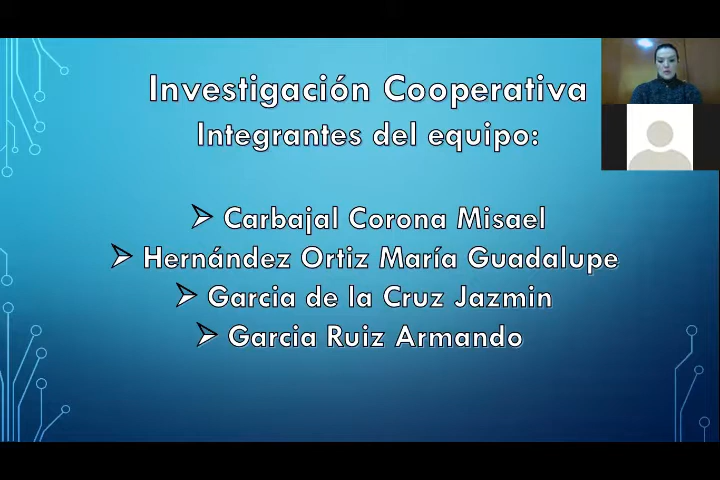 Investigación Cooperativa
Integrantes del equipo:
Carbajal Corona Misael
Hernández Ortiz María Guadalupe
Garcia de la Cruz Jazmin
Garcia Ruiz Armando